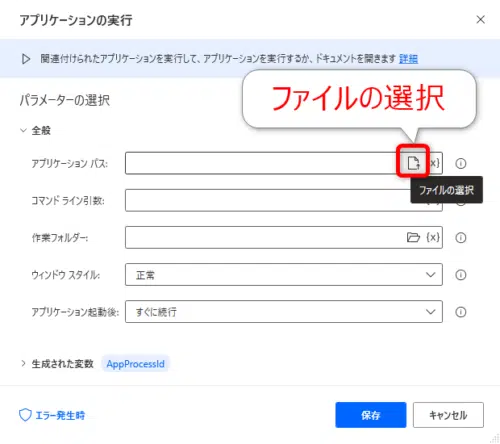 アプリケーションの実行
関連付けられたアプリケーションを実行して、アプリケーションを実行するか、ドキュメントを開きます 詳細
パラメーターの選択
ファイルの選択
全般
アプリケーション パス:
{x}
ファイルの選択
コマンド ライン引数:
作業フォルダー:
{x}
ウィンドウ スタイル:
正常
アプリケーション起動後:
すぐに続行
生成された変数 AppProcessId
エラー発生時
保存
キャンセル